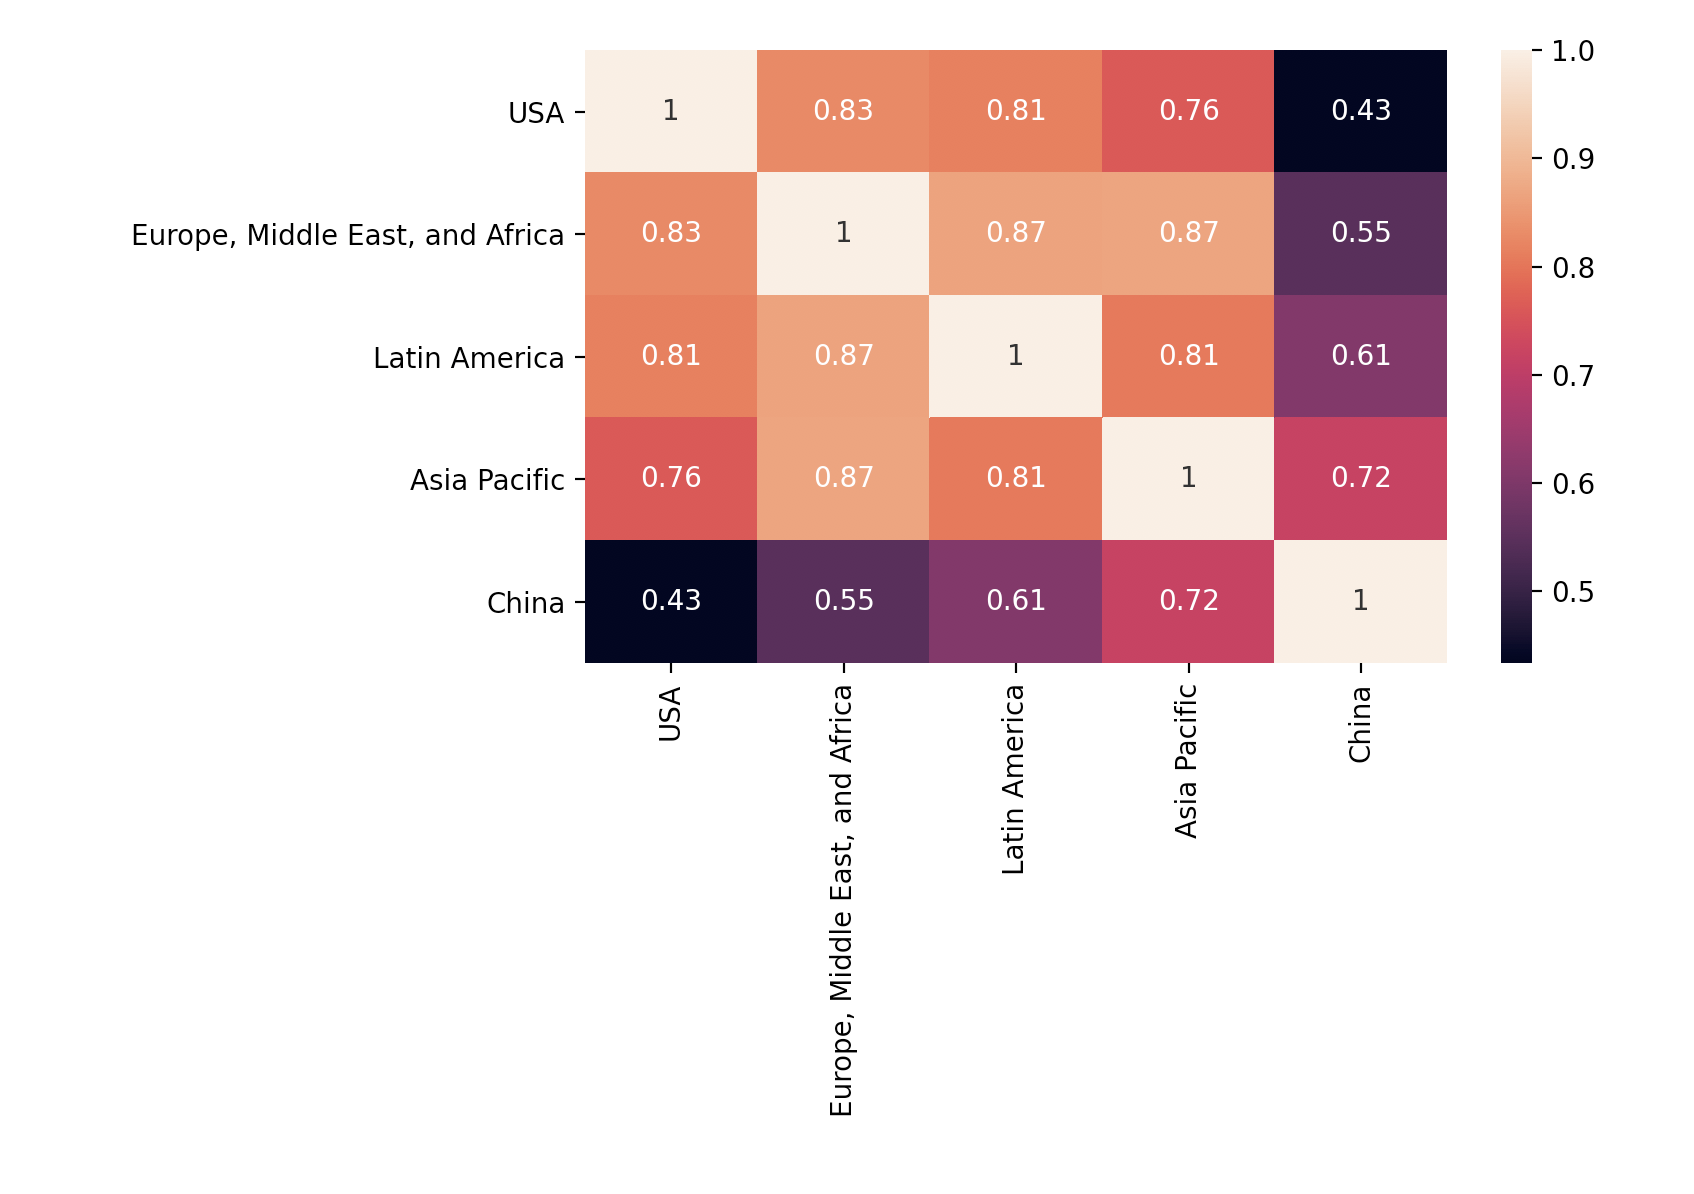 USA 1 0.83 0.81 0.76 0.43
Europe, Middle East, and Africa 0.83 1 0.87 0.87 0.55
Latin America 0.81 0.87 1 0.81 0.61
Asia Pacific 0.76 0.87 0.81 1 0.72
China 0.43 0.55 0.61 0.72 1
USA
Europe, Middle East, and Africa
Latin America
Asia Pacific
China
1.0
0.9
0.8
0.7
0.6
0.5